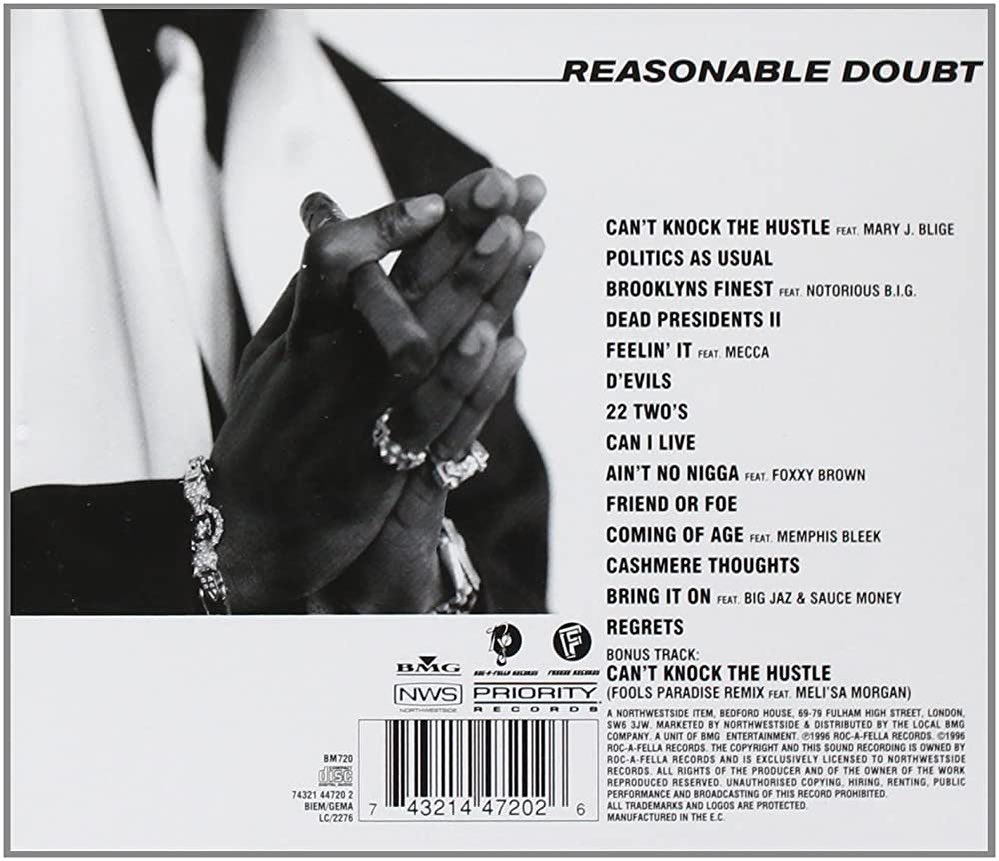 REASONABLE DOUBT
CAN'T KNOCK THE HUSTLE FEAT. MARY J. BLIGE
POLITICS AS USUAL
BROOKLYNS FINEST FEAT. NOTORIOUS B.I.G.
DEAD PRESIDENTS II
FEELIN' IT FEAT. MECCA
D'EVILS
22 TWO'S
CAN I LIVE
AIN'T NO NIGGA FEAT. FOXXY BROWN
FRIEND OR FOE
COMING OF AGE FEAT. MEMPHIS BLEEK
CASHMERE THOUGHTS
BRING IT ON FEAT. BIG JAZ & SAUCE MONEY
REGRETS
BONUS TRACK:
CAN'T KNOCK THE HUSTLE
(FOOLS PARADISE REMIX FEAT. MELI'SA MORGAN)
BMG
ROC-A-FELLA RECORDS
FREEZE RECORDS
NWS
NORTHWESTSIDE
PRIORITY
RECORDS
A NORTHWESTSIDE ITEM, BEDFORD HOUSE, 69-79 FULHAM HIGH STREET, LONDON,
SW6 3JW. MARKETED BY NORTHWESTSIDE & DISTRIBUTED BY THE LOCAL BMG
COMPANY. A UNIT OF BMG ENTERTAINMENT. ℗1996 ROC-A-FELLA RECORDS. ©1996
ROC-A-FELLA RECORDS. THE COPYRIGHT AND THIS SOUND RECORDING IS OWNED BY
ROC-A-FELLA RECORDS AND IS EXCLUSIVELY LICENSED TO NORTHWESTSIDE
RECORDS. ALL RIGHTS OF THE PRODUCER AND OF THE OWNER OF THE WORK
REPRODUCED RESERVED. UNAUTHORISED COPYING, HIRING, RENTING, PUBLIC
PERFORMANCE AND BROADCASTING OF THIS RECORD PROHIBITED.
ALL TRADEMARKS AND LOGOS ARE PROTECTED.
MANUFACTURED IN THE E.C.
BM720
COMPACT
disc
DIGITAL AUDIO
74321 44720 2
BIEM/GEMA
LC/2276
7 43214 47202 6